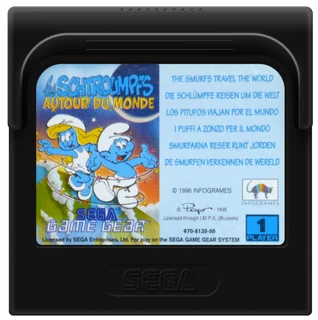 Les SCHTROUMPFS
AUTOUR DU MONDE
THE SMURFS TRAVEL THE WORLD
DIE SCHLÜMPFE REISEN UM DIE WELT
LOS PITUFOS VIAJAN POR EL MUNDO
I PUFFI A ZONZO PER IL MONDO
SMURFARNA RESER RUNT JORDEN
DE SMURFEN VERKENNEN DE WERELD
© 1996 INFOGRAMES
© Peyo 1996
Licensed through I.M.P.S. (Brussels)
INFOGRAMES
SEGA
GAME GEAR
670-8139-50
Licensed by SEGA Enterprises, Ltd. For play on the SEGA GAME GEAR SYSTEM
1
PLAYER
SEGA